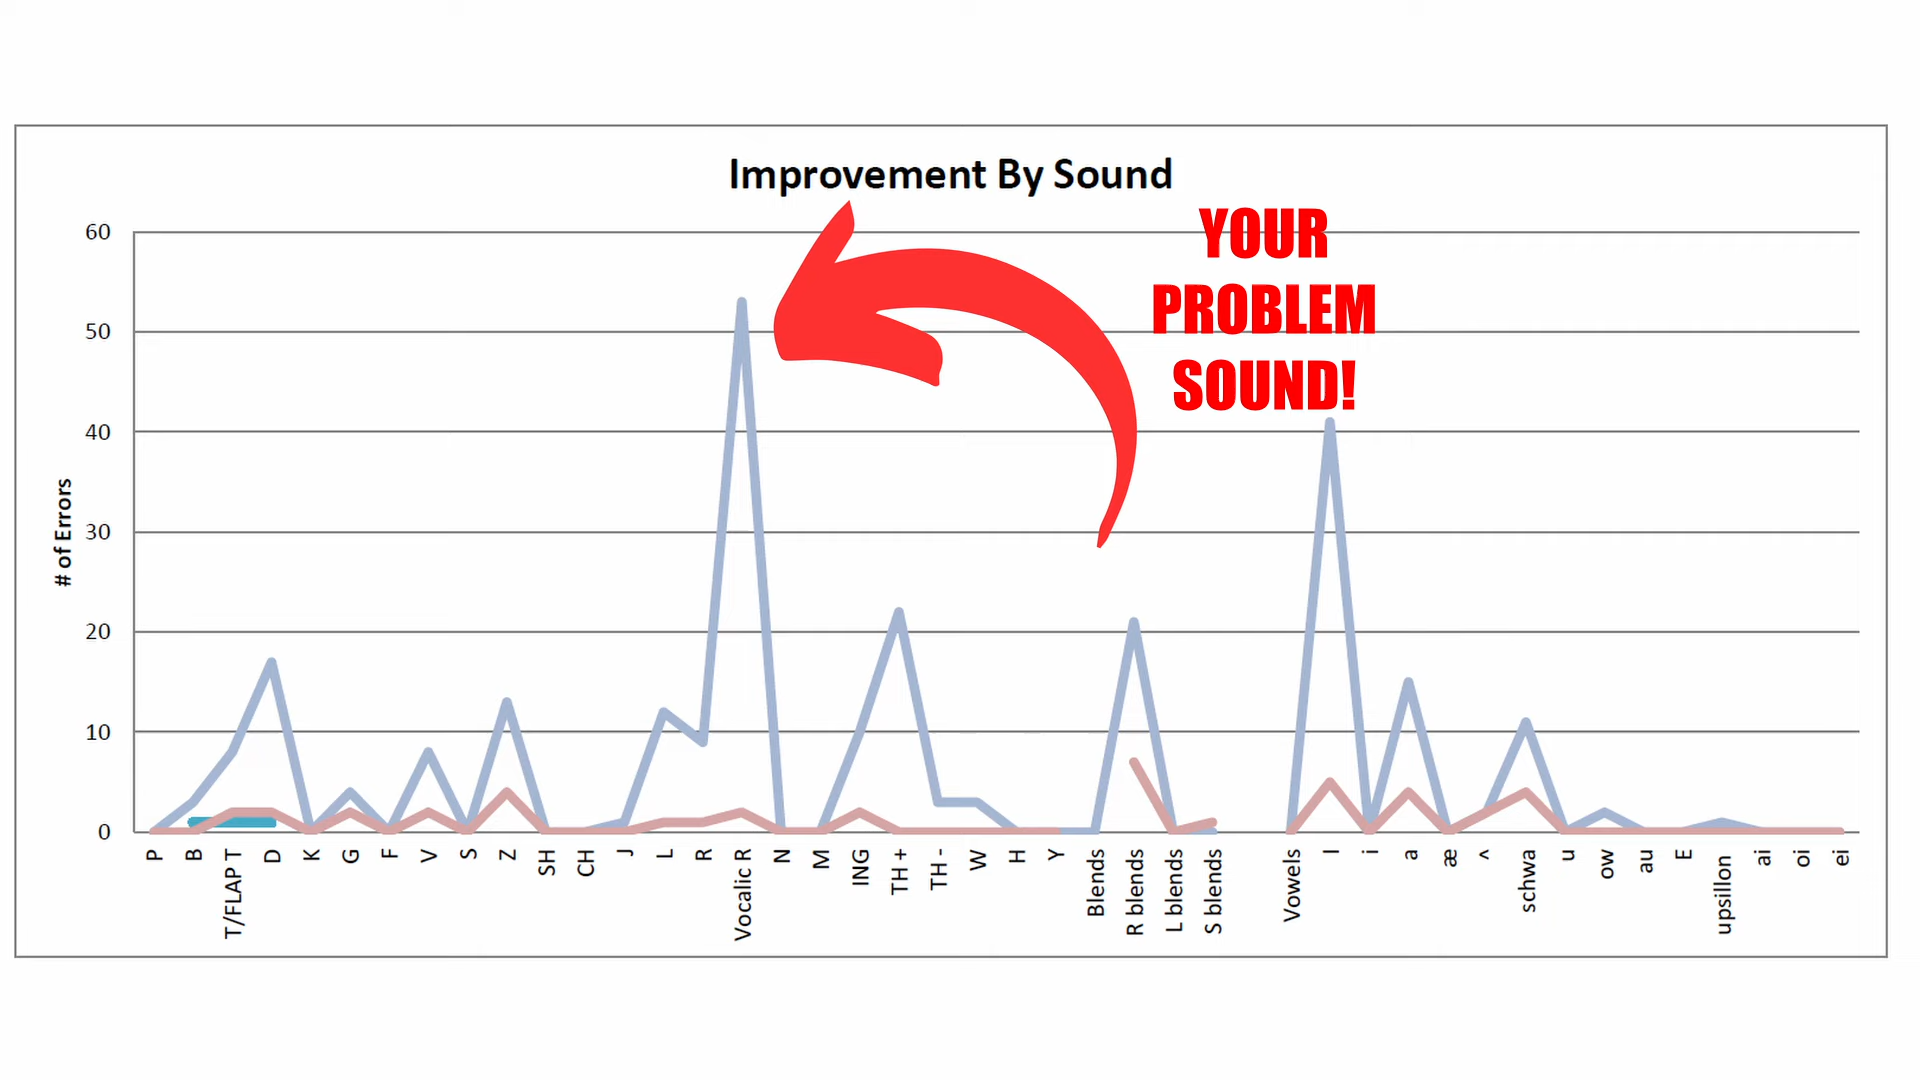 Improvement By Sound
YOUR
PROBLEM
SOUND!
# of Errors
60
50
40
30
20
10
0
P
B
T/FLAP T
D
K
G
F
V
S
Z
SH
CH
J
L
R
Vocalic R
N
M
ING
TH +
TH -
W
H
Y
Blends
R blends
L blends
S blends
Vowels
I
i
a
æ
^
schwa
u
ow
au
E
upsillon
ai
oi
ei